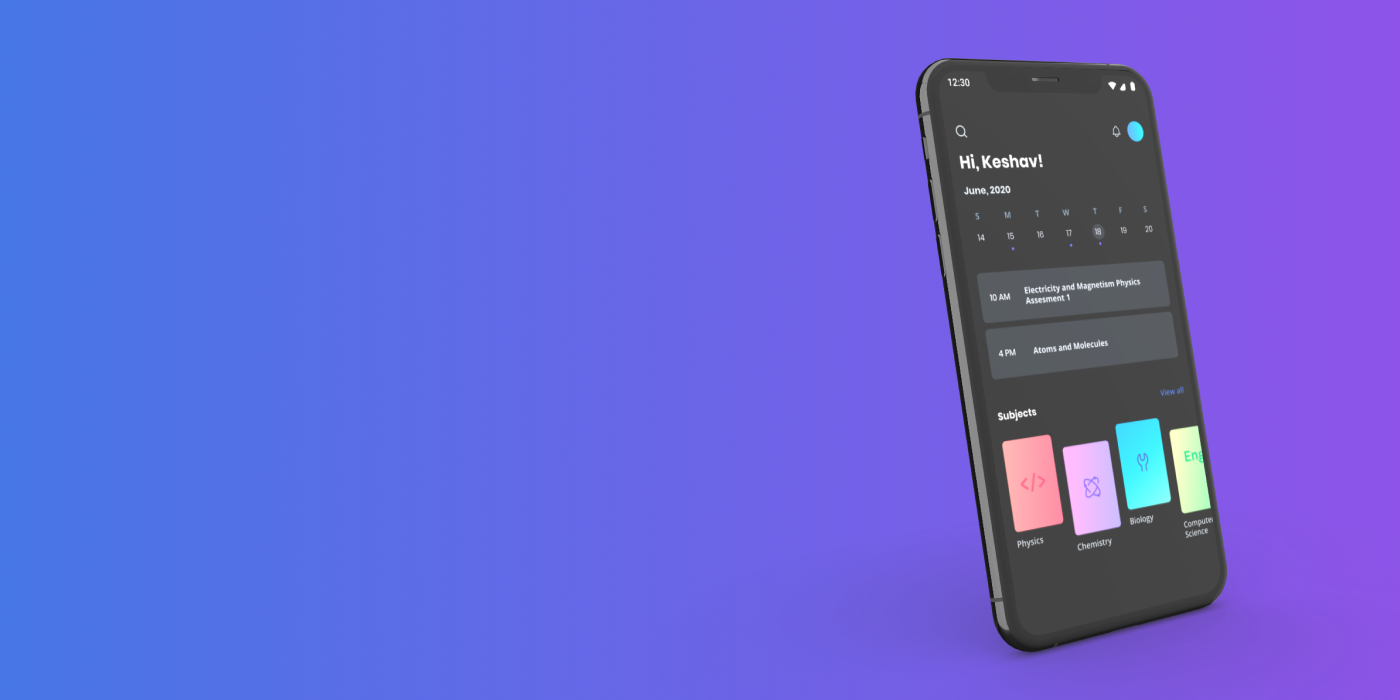 12:30
Hi, Keshav!
June, 2020
S M T W T F S
14 15 16 17 18 19 20
10 AM
Electricity and Magnetism Physics
Assesment 1
4 PM
Atoms and Molecules
View all
Subjects
</>
Eng
Physics
Chemistry
Biology
Computer
Science